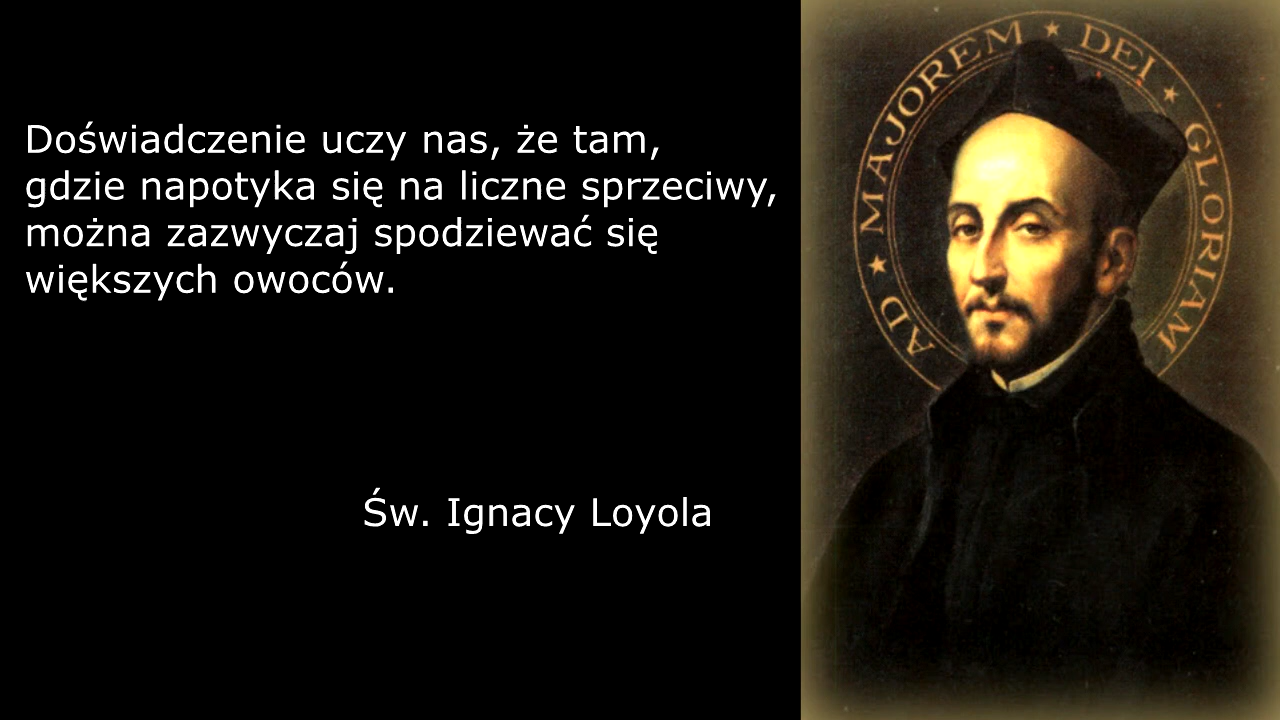 Doświadczenie uczy nas, że tam,
gdzie napotyka się na liczne sprzeciwy,
można zazwyczaj spodziewać się
większych owoców.
Św. Ignacy Loyola
AD ★ MAJOREM ★ DEI ★ GLORIAM